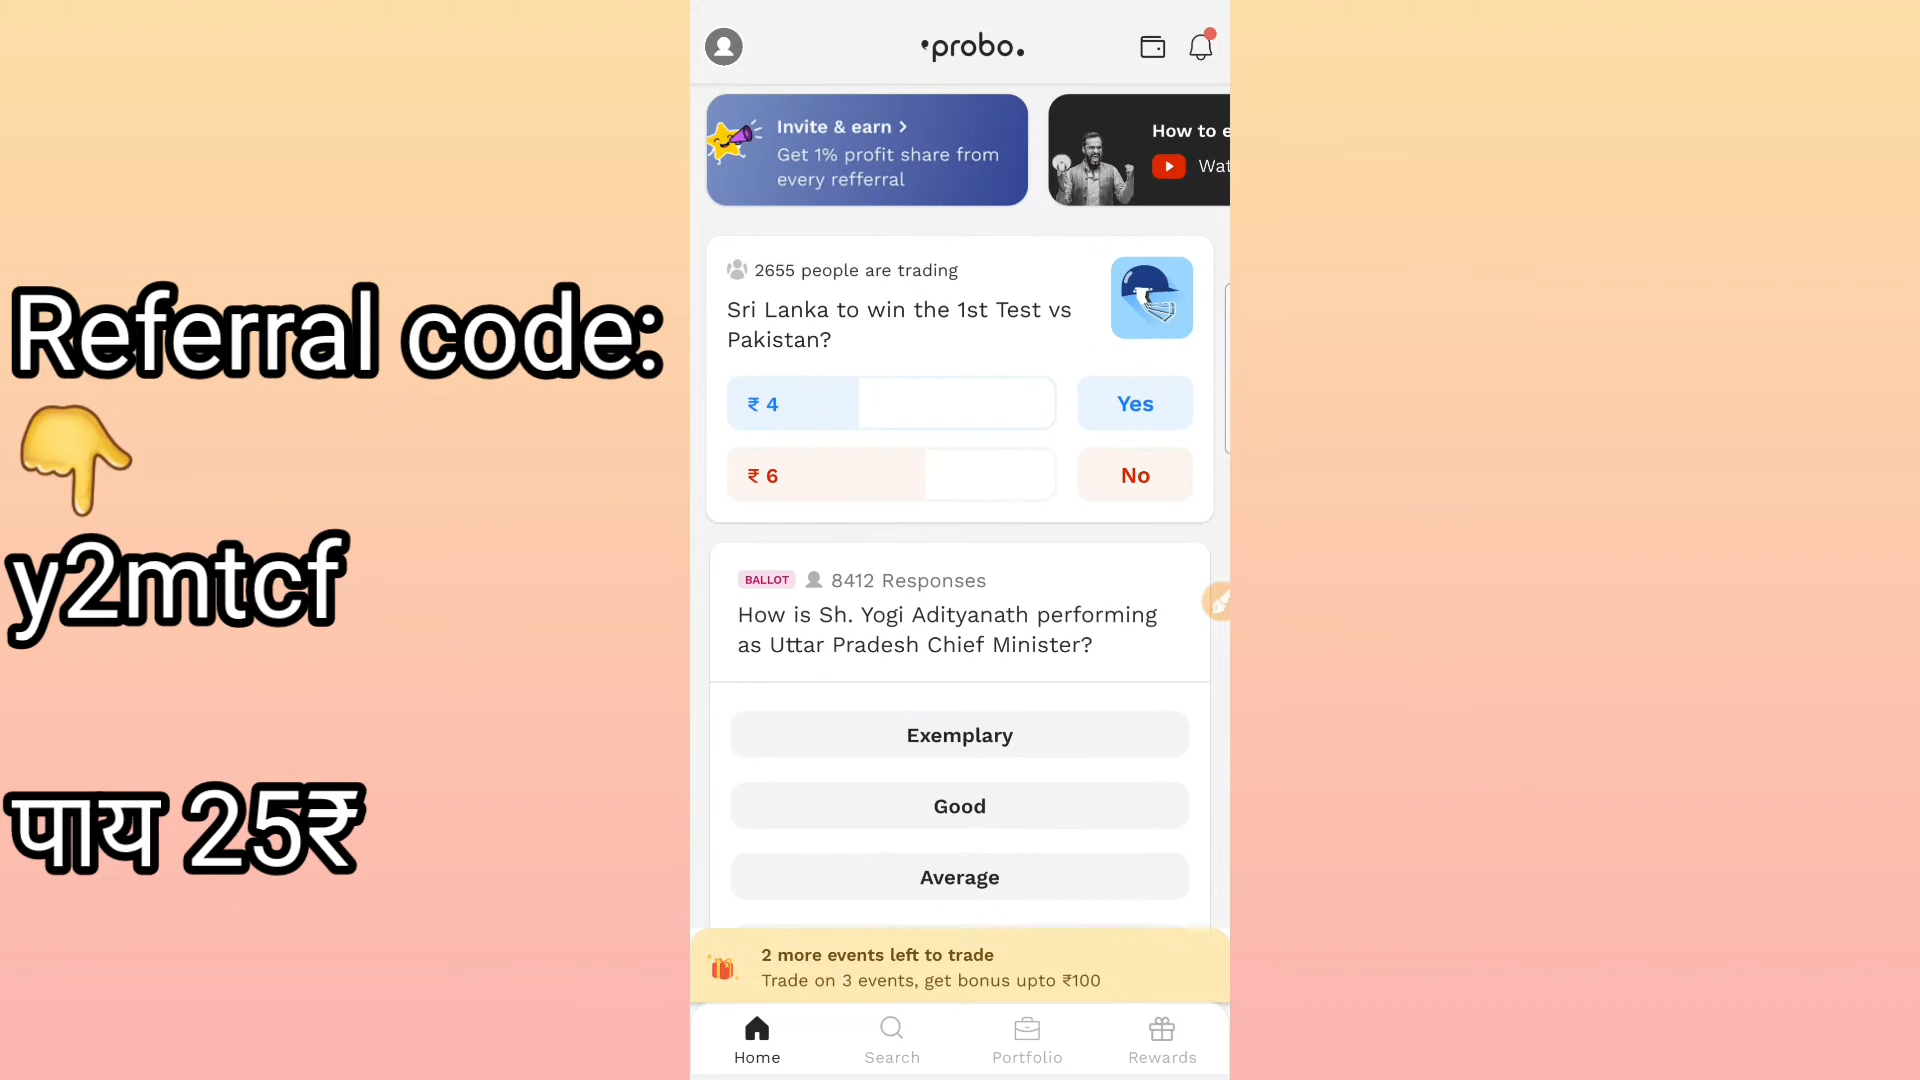 Referral code:
👇
y2mtcf
पाय 25₹
probo.
Invite & earn >
Get 1% profit share from
every refferral
How to e
Wat
2655 people are trading
Sri Lanka to win the 1st Test vs
Pakistan?
₹ 4
Yes
₹ 6
No
BALLOT 8412 Responses
How is Sh. Yogi Adityanath performing
as Uttar Pradesh Chief Minister?
Exemplary
Good
Average
2 more events left to trade
Trade on 3 events, get bonus upto ₹100
Home
Search
Portfolio
Rewards